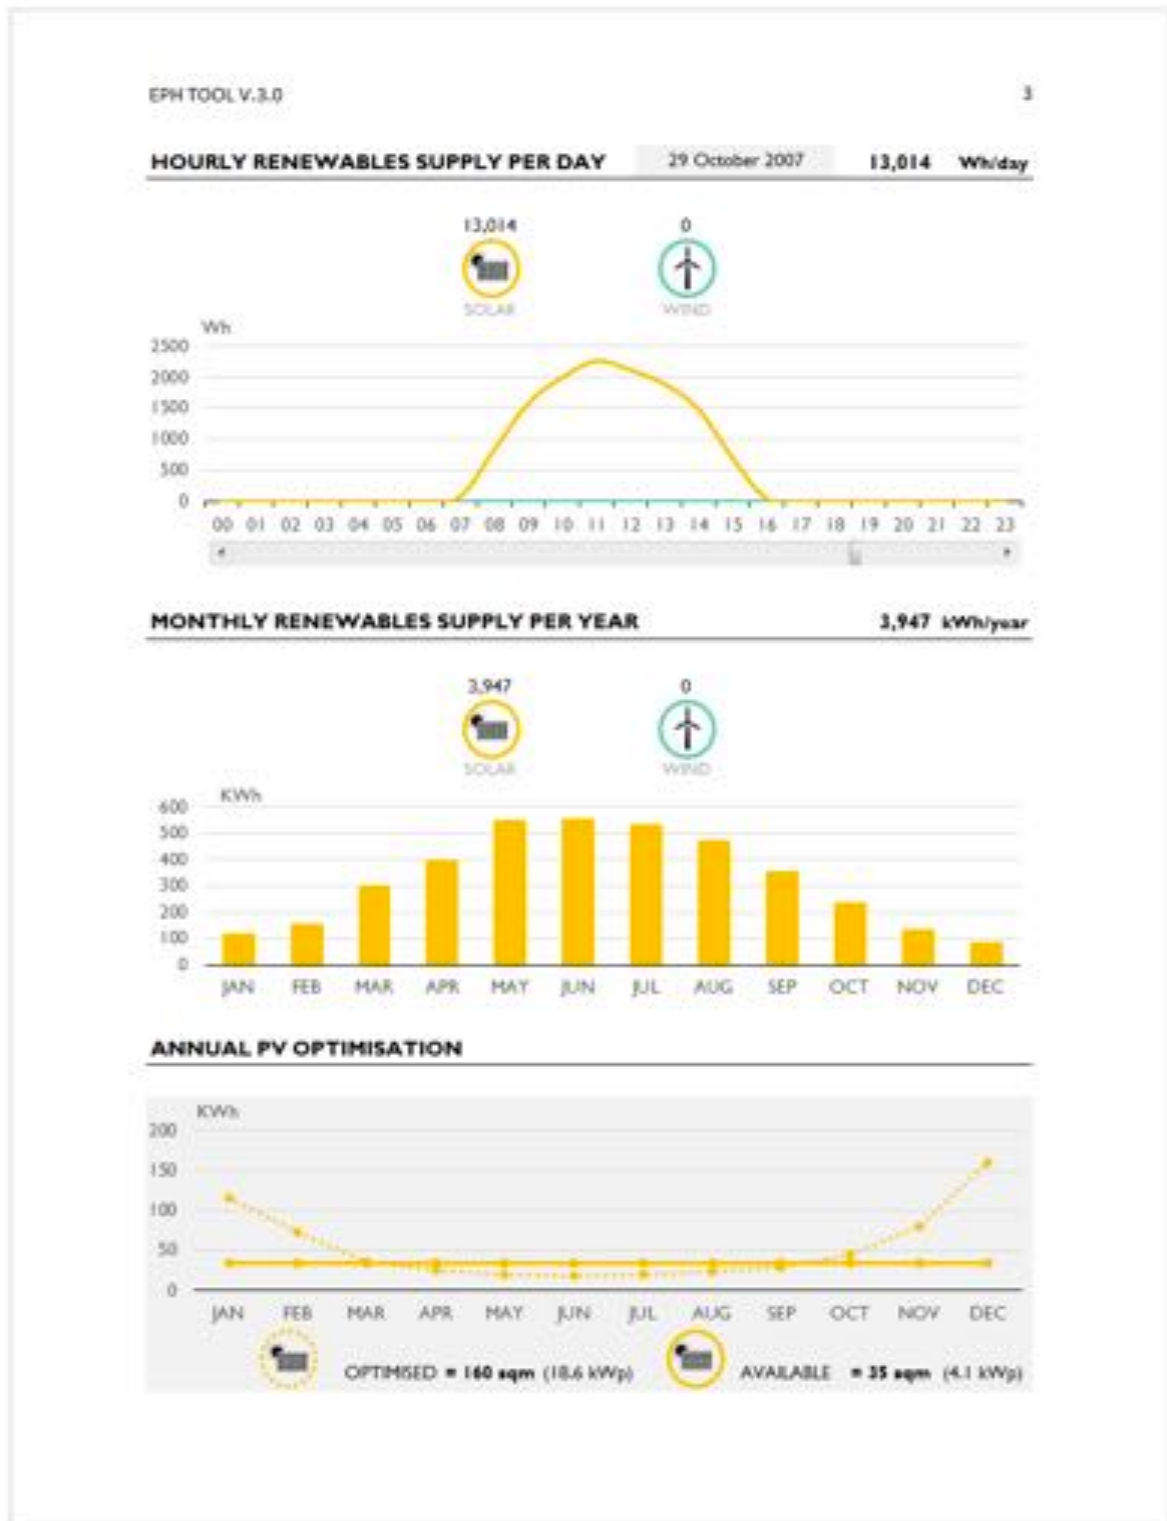 EPH TOOL V.3.0 3
HOURLY RENEWABLES SUPPLY PER DAY 29 October 2007 13,014 Wh/day
13,014 0
SOLAR WIND
Wh
2500
2000
1500
1000
500
0
00 01 02 03 04 05 06 07 08 09 10 11 12 13 14 15 16 17 18 19 20 21 22 23
MONTHLY RENEWABLES SUPPLY PER YEAR 3,947 kWh/year
3,947 0
SOLAR WIND
KWh
600
500
400
300
200
100
0
JAN FEB MAR APR MAY JUN JUL AUG SEP OCT NOV DEC
ANNUAL PV OPTIMISATION
KWh
200
150
100
50
0
JAN FEB MAR APR MAY JUN JUL AUG SEP OCT NOV DEC
OPTIMISED = 160 sqm (18.6 kWp) AVAILABLE = 35 sqm (4.1 kWp)